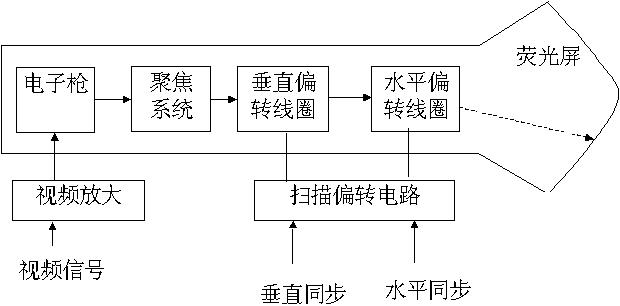 荧光屏
电子枪
聚焦
系统
垂直偏
转线圈
水平偏
转线圈
视频放大
扫描偏转电路
视频信号
垂直同步
水平同步